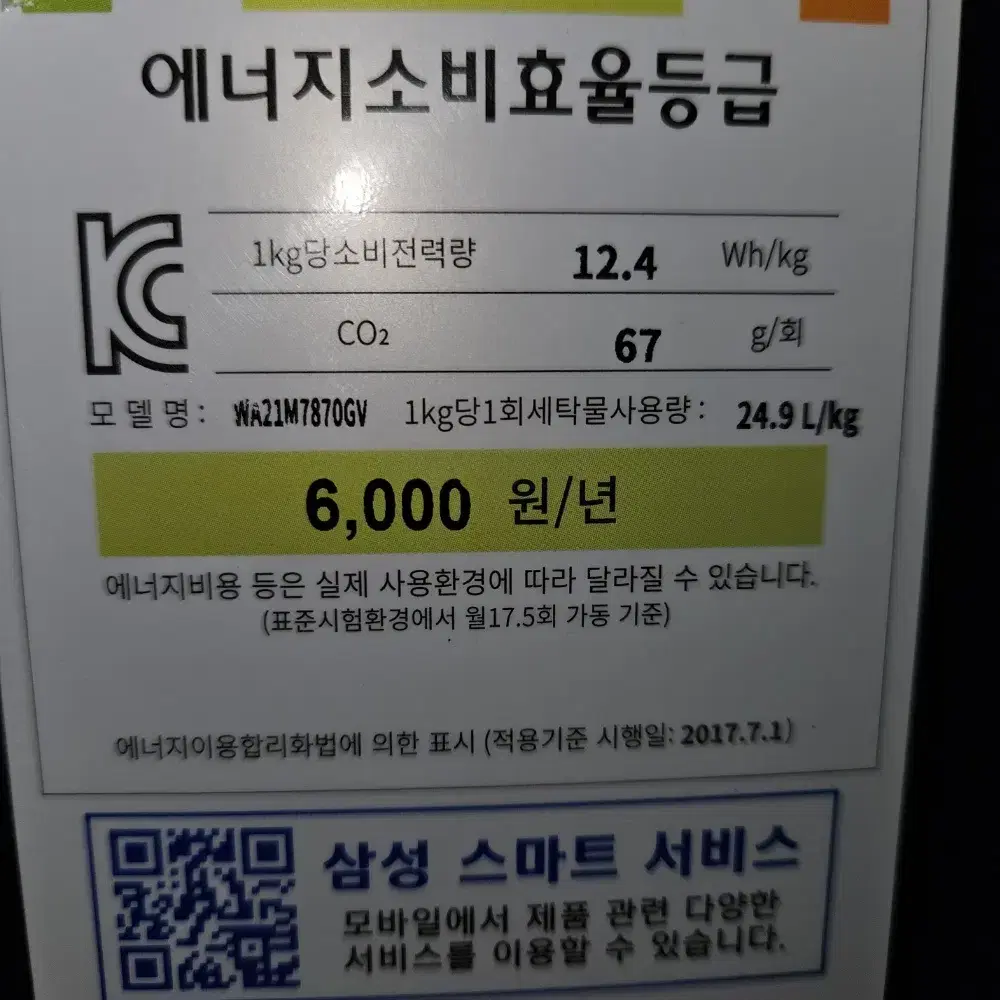 에너지소비효율등급
1kg당소비전력량 12.4 Wh/kg
CO₂ 67 g/회
모델명: WA21M7870GV 1kg당1회세탁물사용량: 24.9 L/kg
6,000 원/년
에너지비용 등은 실제 사용환경에 따라 달라질 수 있습니다.
(표준시험환경에서 월17.5회 가동 기준)
에너지이용합리화법에 의한 표시 (적용기준 시행일: 2017.7.1)
삼성 스마트 서비스
모바일에서 제품 관련 다양한
서비스를 이용할 수 있습니다.